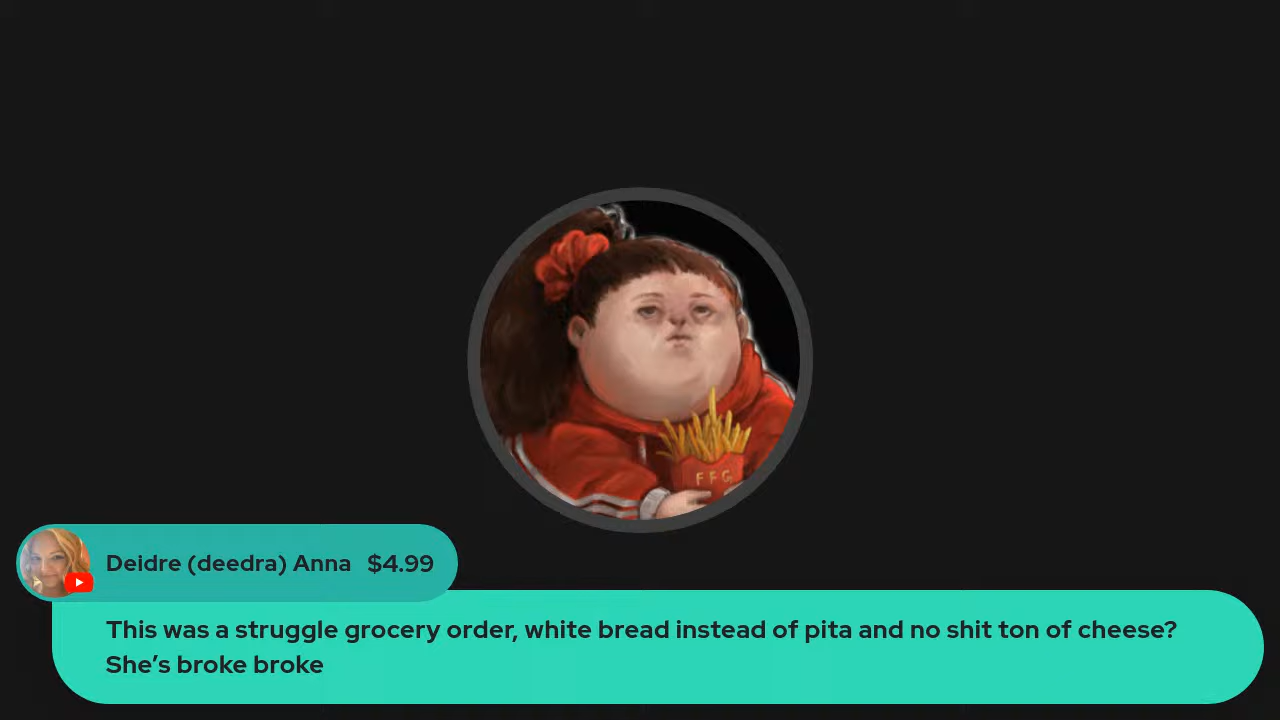 FFG
Deidre (deedra) Anna $4.99
This was a struggle grocery order, white bread instead of pita and no shit ton of cheese?
She’s broke broke